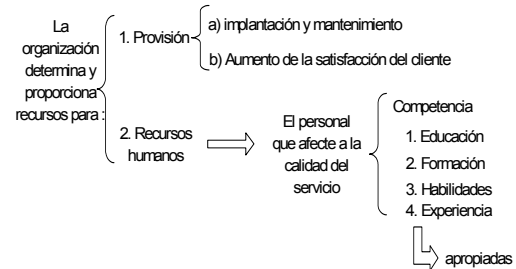 La
organización
determina y
proporciona
recursos para :
1. Provisión
a) implantación y mantenimiento
b) Aumento de la satisfacción del cliente
2. Recursos
humanos
El personal
que afecte a la
calidad del
servicio
Competencia
1. Educación
2. Formación
3. Habilidades
4. Experiencia
apropiadas